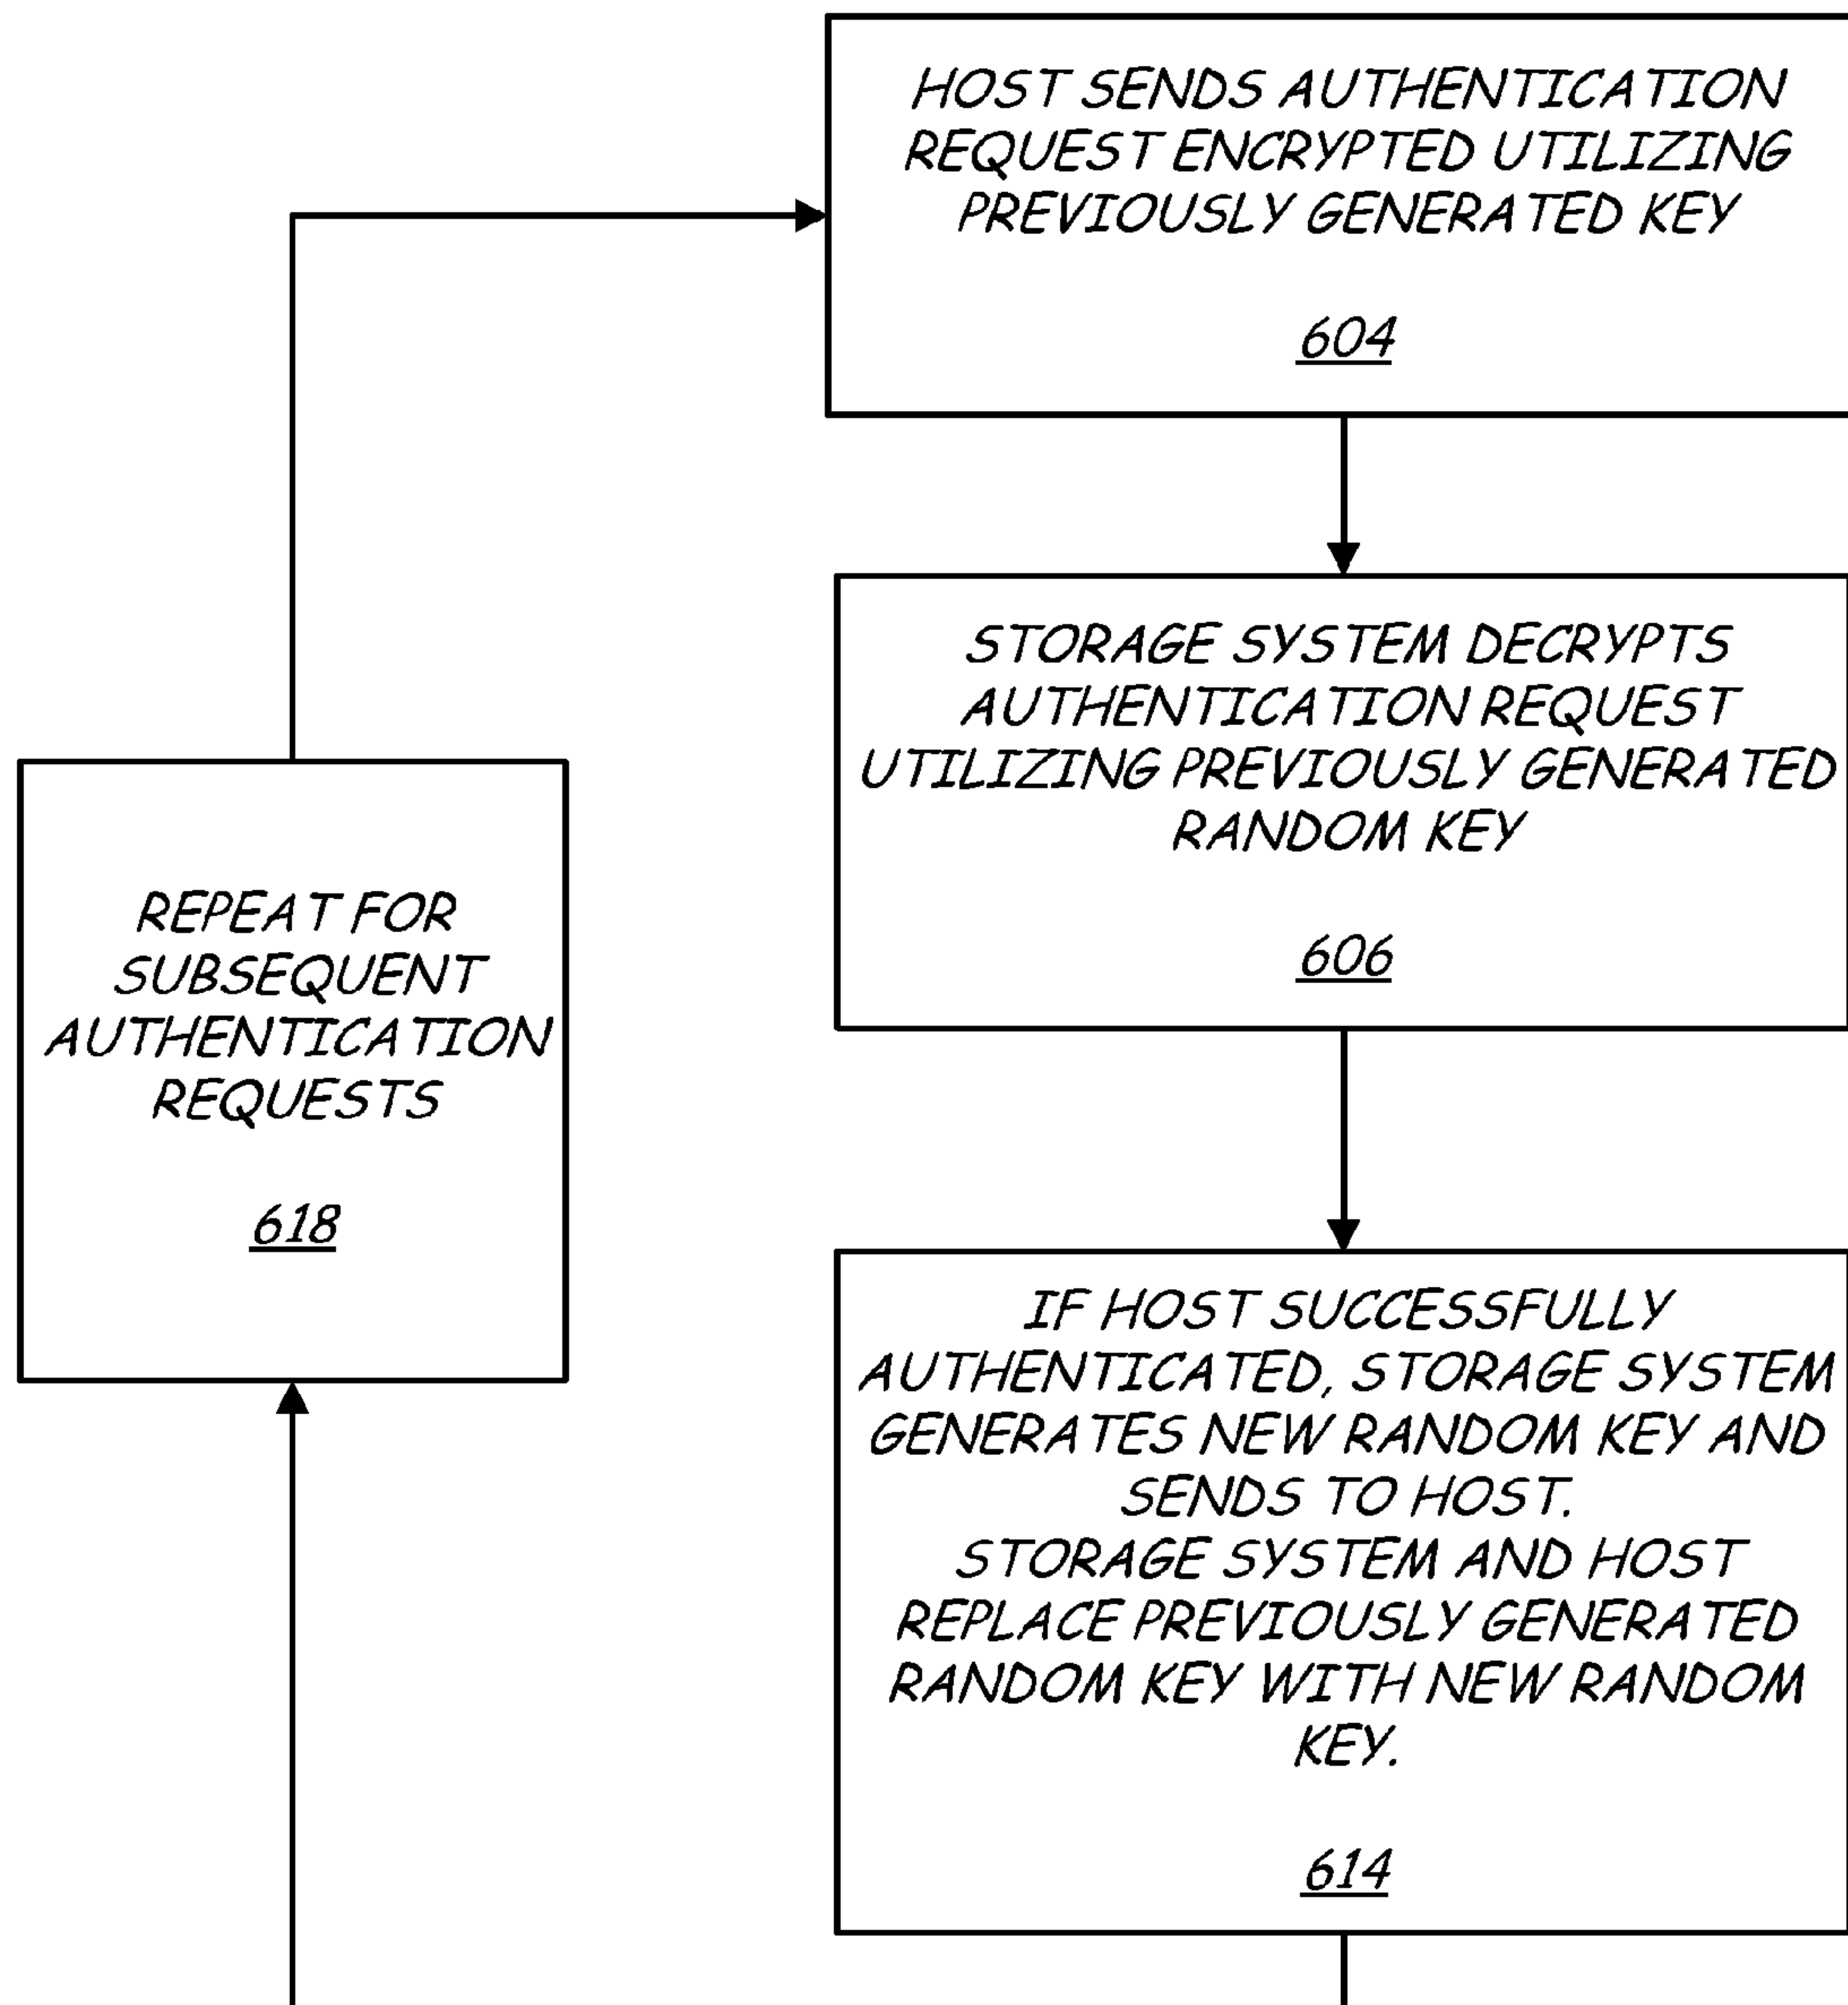 HOST SENDS AUTHENTICATION
REQUEST ENCRYPTED UTILIZING
PREVIOUSLY GENERATED KEY
604
STORAGE SYSTEM DECRYPTS
AUTHENTICATION REQUEST
UTILIZING PREVIOUSLY GENERATED
RANDOM KEY
606
REPEAT FOR
SUBSEQUENT
AUTHENTICATION
REQUESTS
618
IF HOST SUCCESSFULLY
AUTHENTICATED, STORAGE SYSTEM
GENERATES NEW RANDOM KEY AND
SENDS TO HOST.
STORAGE SYSTEM AND HOST
REPLACE PREVIOUSLY GENERATED
RANDOM KEY WITH NEW RANDOM
KEY.
614